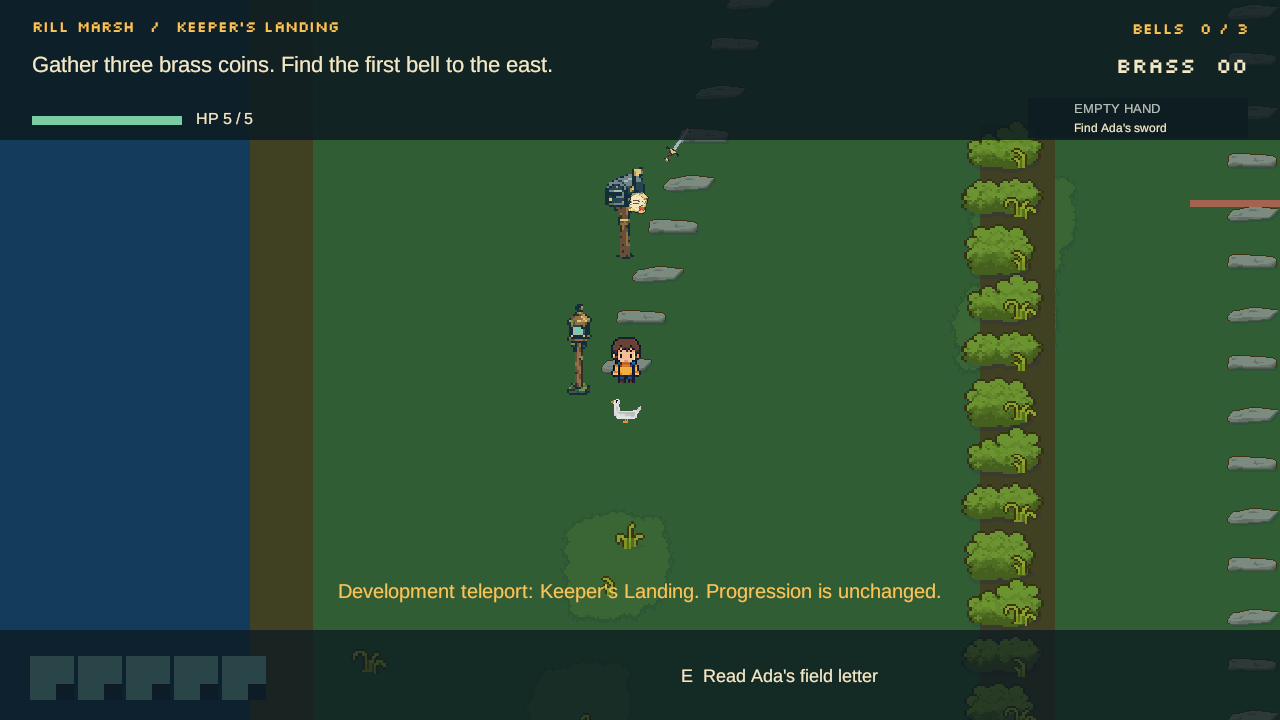 RILL MARSH / KEEPER'S LANDING
BELLS 0 / 3
Gather three brass coins. Find the first bell to the east.
BRASS 00
HP 5 / 5
EMPTY HAND
Find Ada's sword
Development teleport: Keeper's Landing. Progression is unchanged.
E Read Ada's field letter